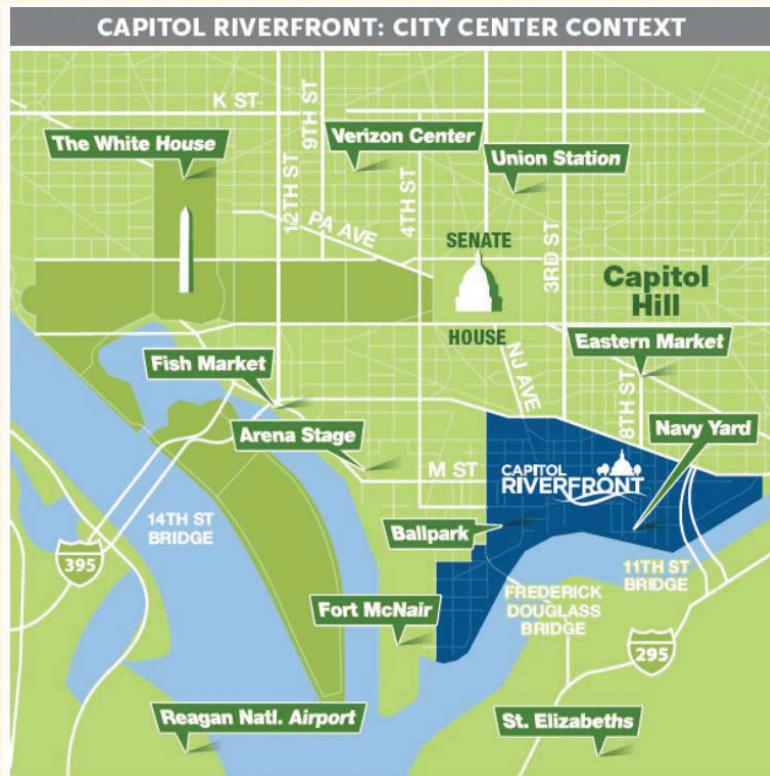 CAPITOL RIVERFRONT: CITY CENTER CONTEXT
K ST
9TH ST
The White House
Verizon Center
Union Station
12TH ST
4TH ST
PA AVE
SENATE
3RD ST
Capitol
Hill
HOUSE
Eastern Market
Fish Market
NJ AVE
8TH ST
Arena Stage
Navy Yard
M ST
CAPITOL
RIVERFRONT
14TH ST
BRIDGE
Ballpark
395
11TH ST
BRIDGE
FREDERICK
DOUGLASS
BRIDGE
Fort McNair
295
Reagan Natl. Airport
St. Elizabeths